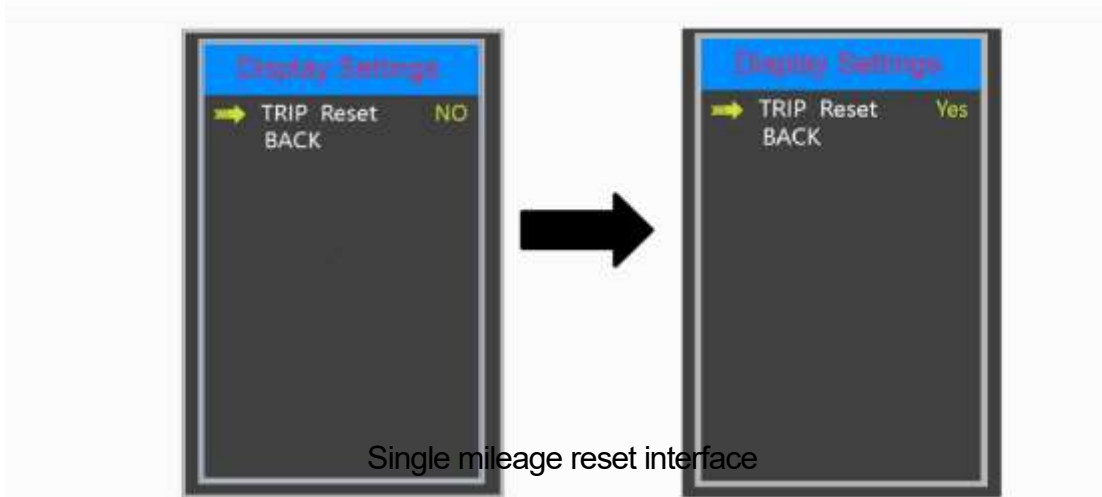 Display Settings
TRIP Reset NO
BACK
Display Settings
TRIP Reset Yes
BACK
Single mileage reset interface